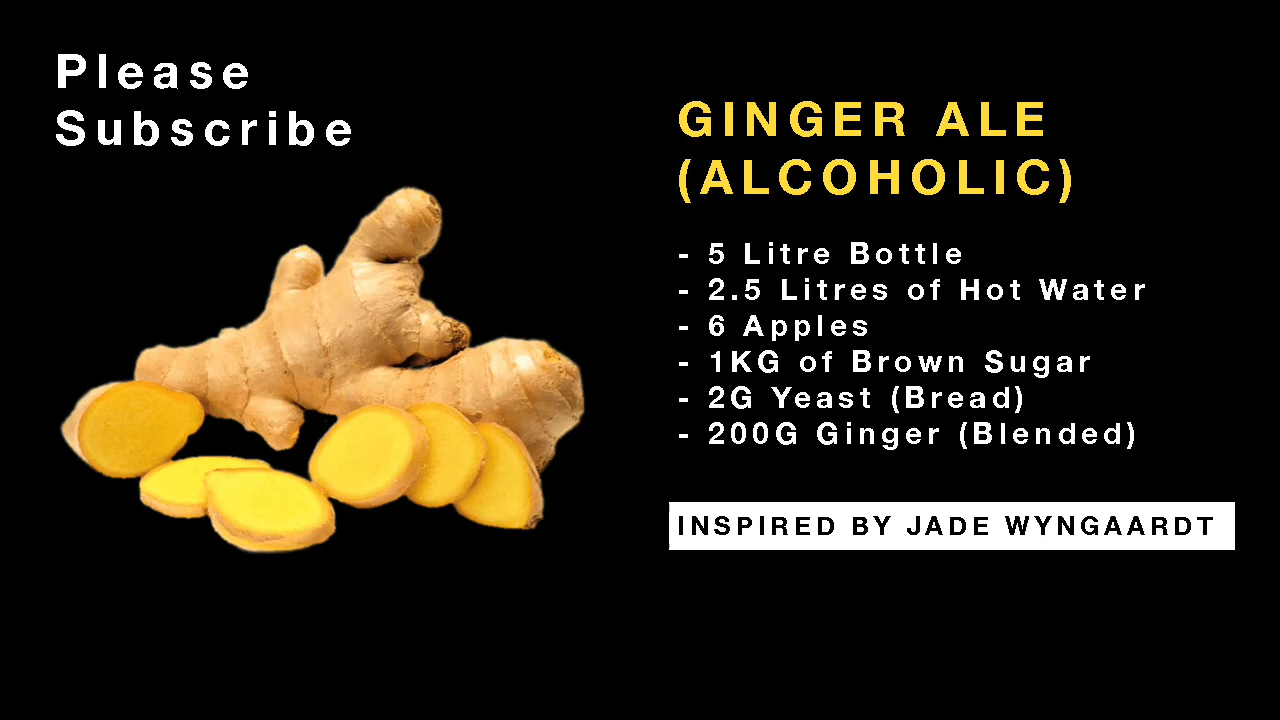 Please
Subscribe
GINGER ALE
(ALCOHOLIC)
- 5 Litre Bottle
- 2.5 Litres of Hot Water
- 6 Apples
- 1KG of Brown Sugar
- 2G Yeast (Bread)
- 200G Ginger (Blended)
INSPIRED BY JADE WYNGAARDT